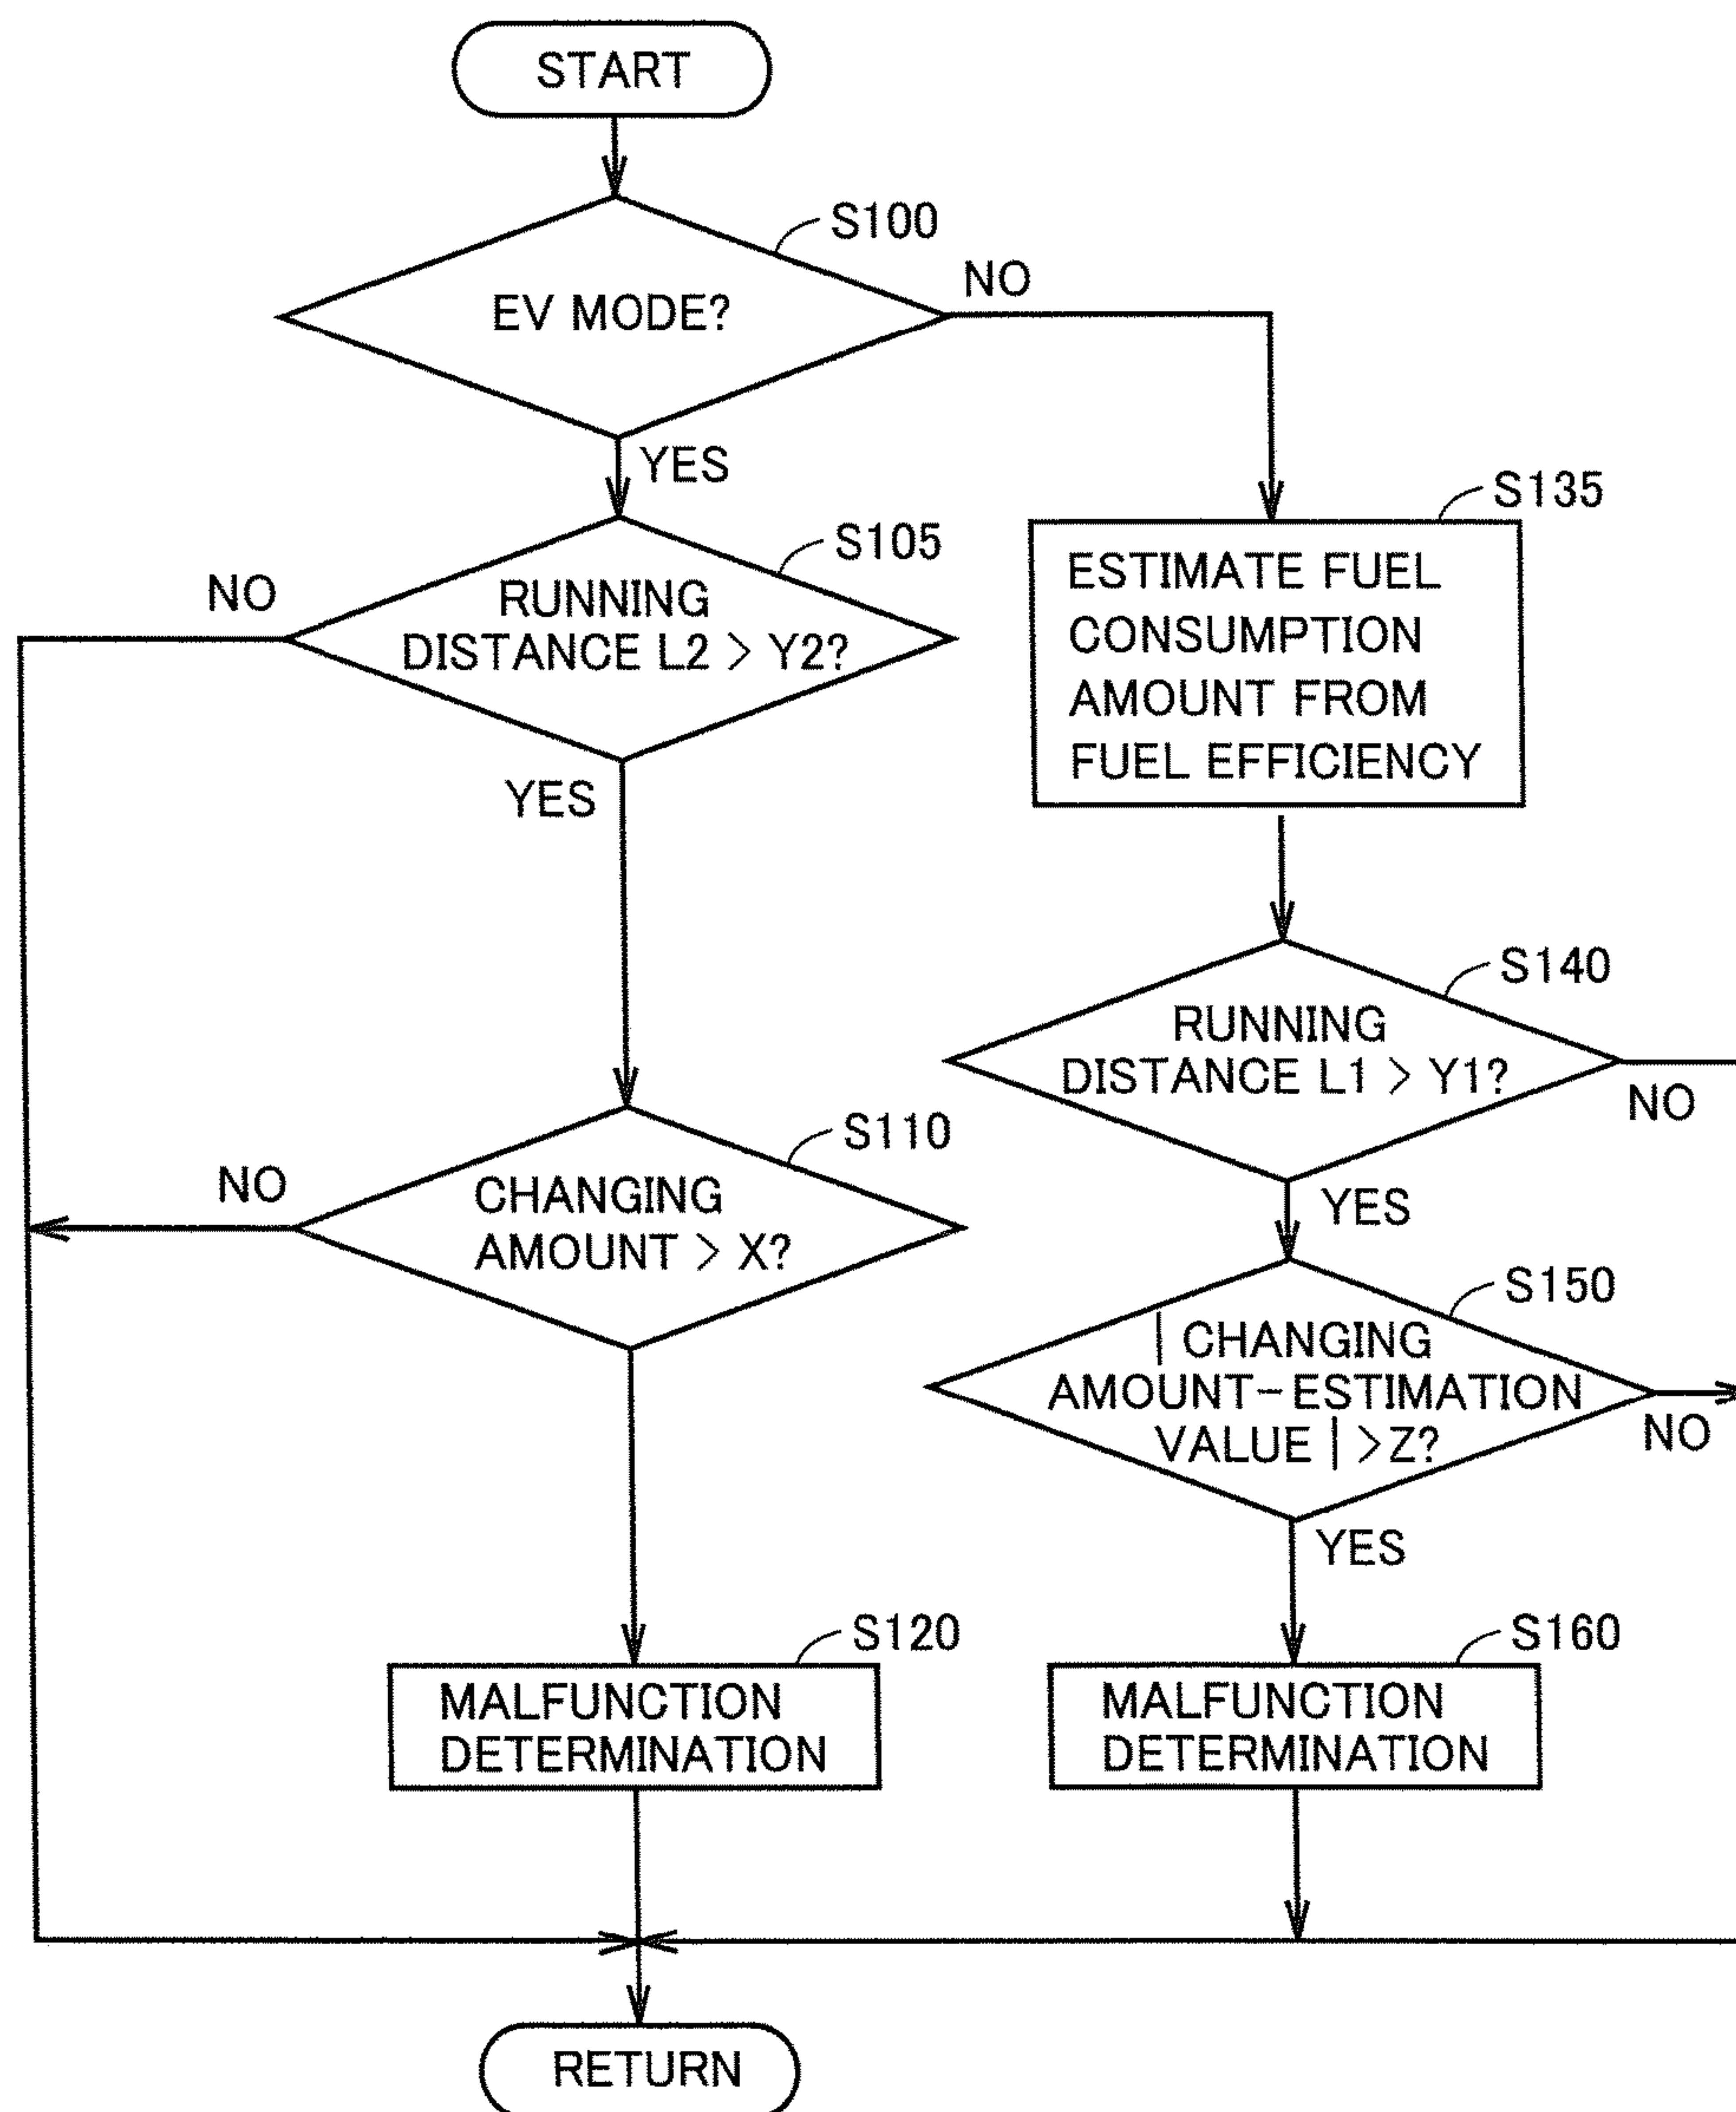 START
S100
EV MODE?
NO
YES
S105
NO
RUNNING
DISTANCE L2 > Y2?
YES
S135
ESTIMATE FUEL
CONSUMPTION
AMOUNT FROM
FUEL EFFICIENCY
S140
RUNNING
DISTANCE L1 > Y1?
NO
YES
S110
NO
CHANGING
AMOUNT > X?
S150
| CHANGING
AMOUNT-ESTIMATION
VALUE | >Z?
NO
YES
S120
MALFUNCTION
DETERMINATION
S160
MALFUNCTION
DETERMINATION
RETURN